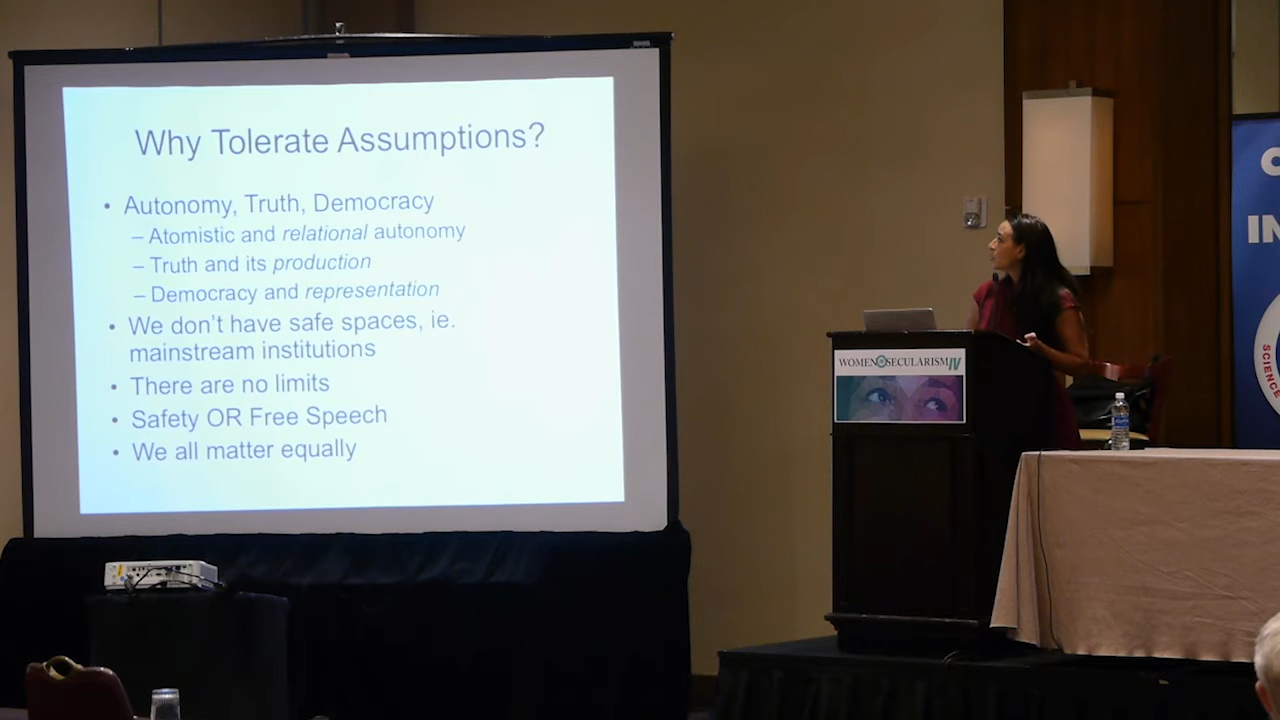 Why Tolerate Assumptions?
• Autonomy, Truth, Democracy
– Atomistic and relational autonomy
– Truth and its production
– Democracy and representation
• We don't have safe spaces, ie.
mainstream institutions
• There are no limits
• Safety OR Free Speech
• We all matter equally
WOMEN SECULARISM IV
IN
SCIENCE